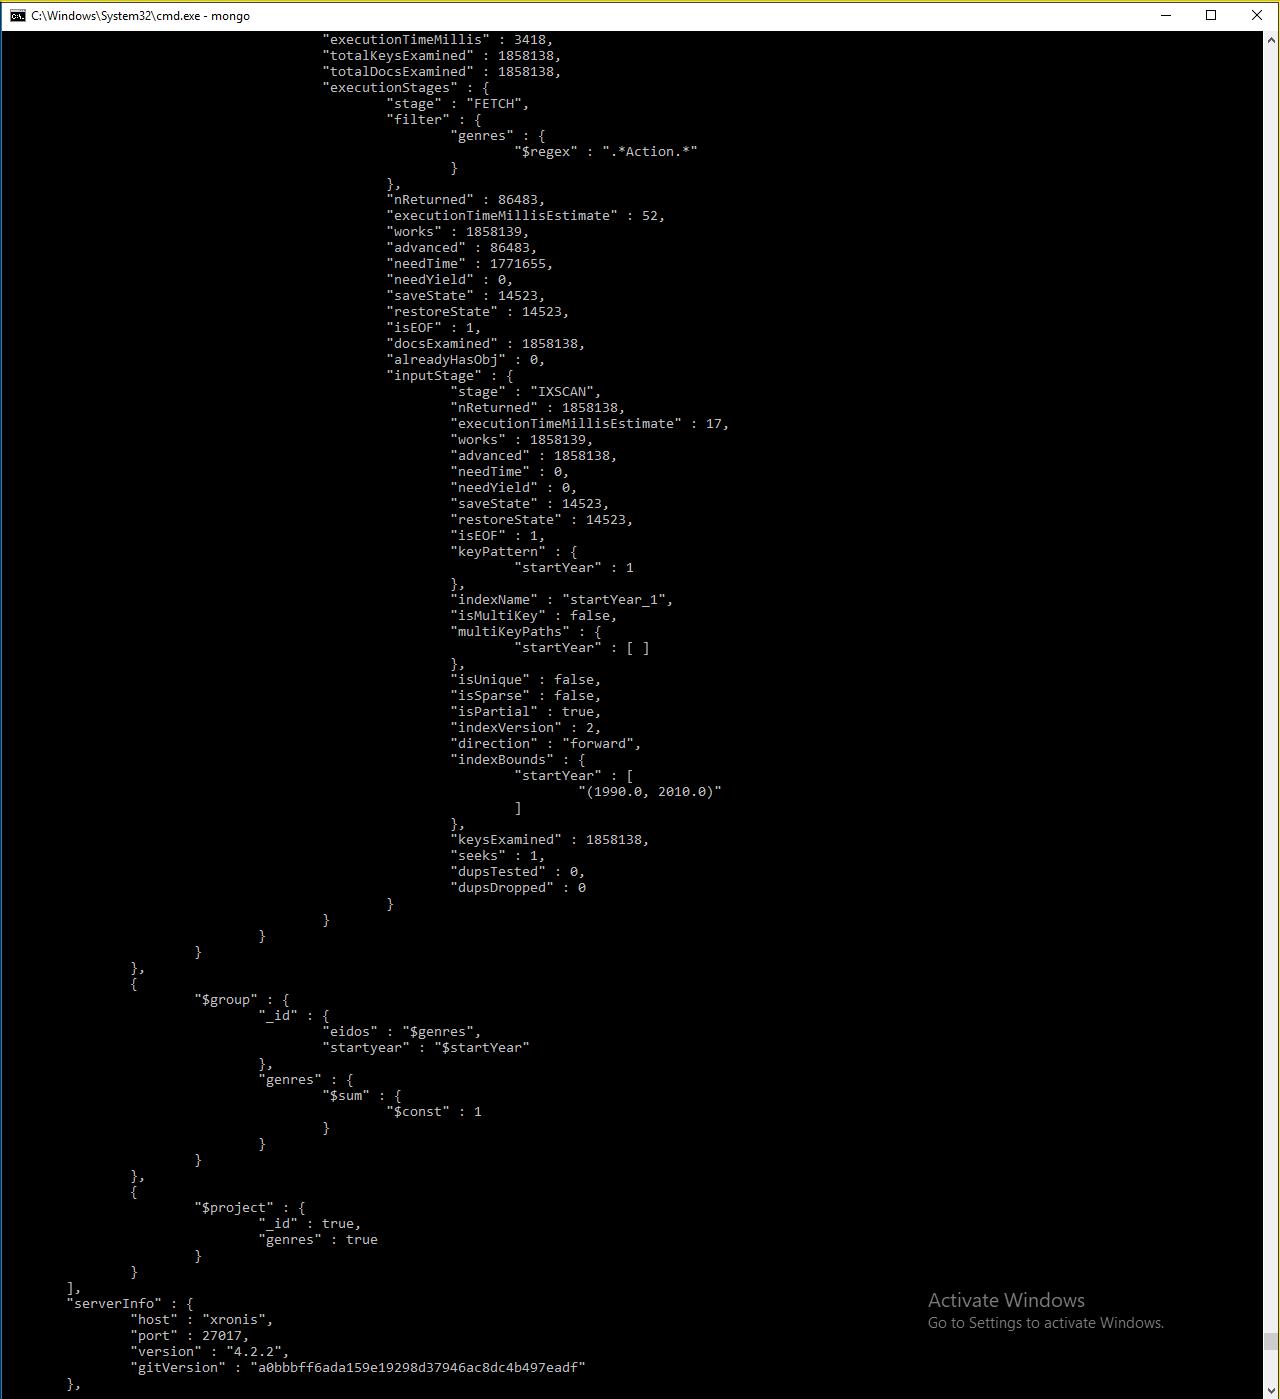 C:\Windows\System32\cmd.exe - mongo
"executionTimeMillis" : 3418,
"totalKeysExamined" : 1858138,
"totalDocsExamined" : 1858138,
"executionStages" : {
"stage" : "FETCH",
"filter" : {
"genres" : {
"$regex" : ".*Action.*"
}
},
"nReturned" : 86483,
"executionTimeMillisEstimate" : 52,
"works" : 1858139,
"advanced" : 86483,
"needTime" : 1771655,
"needYield" : 0,
"saveState" : 14523,
"restoreState" : 14523,
"isEOF" : 1,
"docsExamined" : 1858138,
"alreadyHasObj" : 0,
"inputStage" : {
"stage" : "IXSCAN",
"nReturned" : 1858138,
"executionTimeMillisEstimate" : 17,
"works" : 1858139,
"advanced" : 1858138,
"needTime" : 0,
"needYield" : 0,
"saveState" : 14523,
"restoreState" : 14523,
"isEOF" : 1,
"keyPattern" : {
"startYear" : 1
},
"indexName" : "startYear_1",
"isMultiKey" : false,
"multiKeyPaths" : {
"startYear" : [ ]
},
"isUnique" : false,
"isSparse" : false,
"isPartial" : true,
"indexVersion" : 2,
"direction" : "forward",
"indexBounds" : {
"startYear" : [
"(1990.0, 2010.0)"
]
},
"keysExamined" : 1858138,
"seeks" : 1,
"dupsTested" : 0,
"dupsDropped" : 0
}
}
}
}
},
{
"$group" : {
"_id" : {
"eidos" : "$genres",
"startyear" : "$startYear"
},
"genres" : {
"$sum" : {
"$const" : 1
}
}
}
},
{
"$project" : {
"_id" : true,
"genres" : true
}
}
],
"serverInfo" : {
"host" : "xronis",
"port" : 27017,
"version" : "4.2.2",
"gitVersion" : "a0bbbff6ada159e19298d37946ac8dc4b497eadf"
},
Activate Windows
Go to Settings to activate Windows.